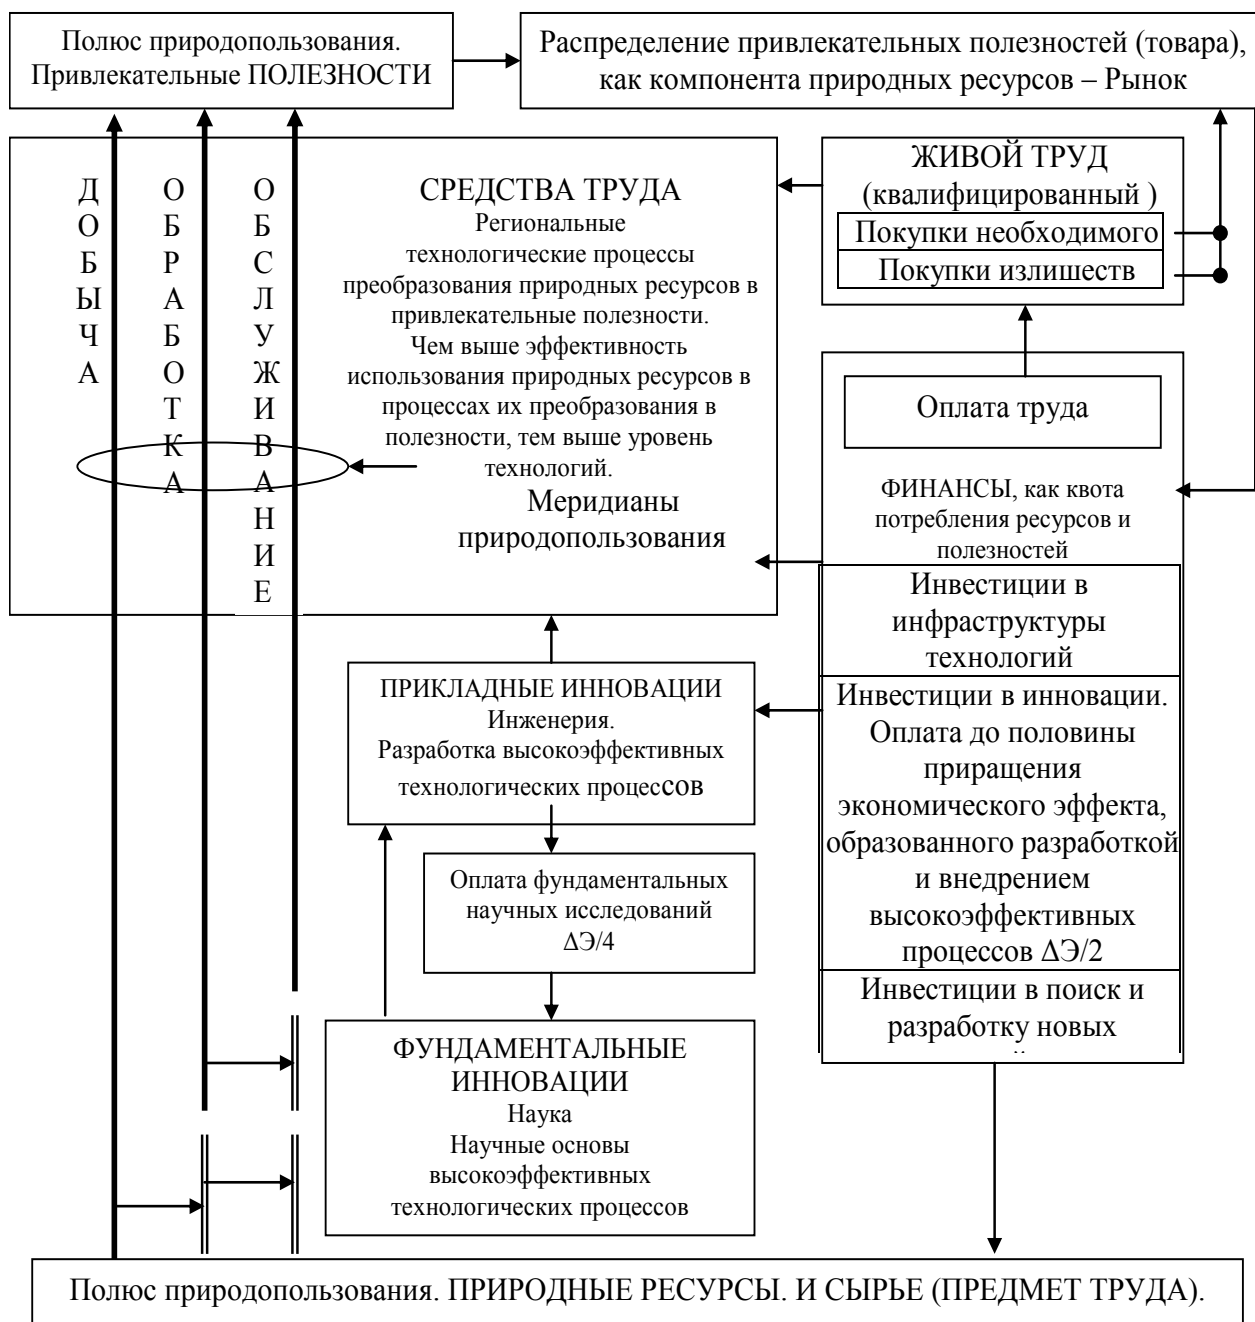 Полюс природопользования.
Привлекательные ПОЛЕЗНОСТИ
Распределение привлекательных полезностей (товара),
как компонента природных ресурсов – Рынок
ДОБЫЧА
ОБРАБОТКА
ОБСЛУЖИВАНИЕ
СРЕДСТВА ТРУДА
Региональные
технологические процессы
преобразования природных ресурсов в
привлекательные полезности.
Чем выше эффективность
использования природных ресурсов в
процессах их преобразования в
полезности, тем выше уровень
технологий.
Меридианы
природопользования
ЖИВОЙ ТРУД
(квалифицированный )
Покупки необходимого
Покупки излишеств
Оплата труда
ФИНАНСЫ, как квота
потребления ресурсов и
полезностей
Инвестиции в
инфраструктуры
технологий
Инвестиции в инновации.
Оплата до половины
приращения
экономического эффекта,
образованного разработкой
и внедрением
высокоэффективных
процессов ΔЭ/2
Инвестиции в поиск и
разработку новых
ПРИКЛАДНЫЕ ИННОВАЦИИ
Инженерия.
Разработка высокоэффективных
технологических процессов
Оплата фундаментальных
научных исследований
ΔЭ/4
ФУНДАМЕНТАЛЬНЫЕ
ИННОВАЦИИ
Наука
Научные основы
высокоэффективных
технологических процессов
Полюс природопользования. ПРИРОДНЫЕ РЕСУРСЫ. И СЫРЬЕ (ПРЕДМЕТ ТРУДА).